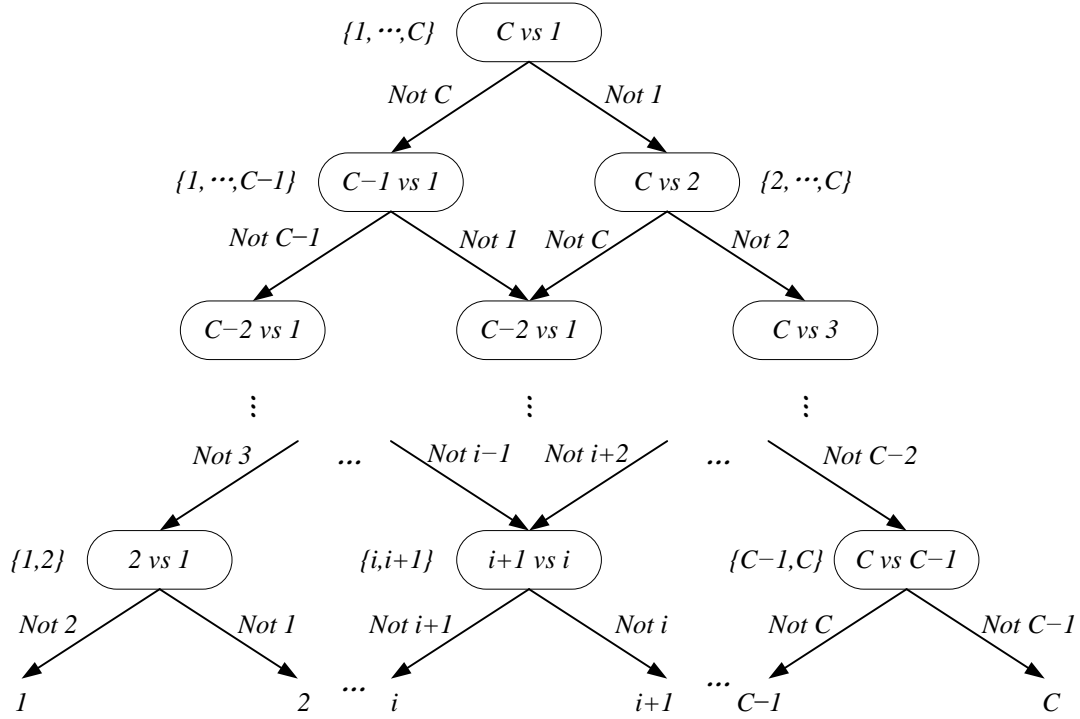 {1, ⋯,C} C vs 1
Not C Not 1
{1, ⋯,C−1} C−1 vs 1 C vs 2 {2, ⋯,C}
Not C−1 Not 1 Not C Not 2
C−2 vs 1 C−2 vs 1 C vs 3
⋮ ⋮ ⋮
Not 3 ... Not i−1 Not i+2 ... Not C−2
{1,2} 2 vs 1 {i,i+1} i+1 vs i {C−1,C} C vs C−1
Not 2 Not 1 Not i+1 Not i Not C Not C−1
1 2 ... i i+1 ... C−1 C